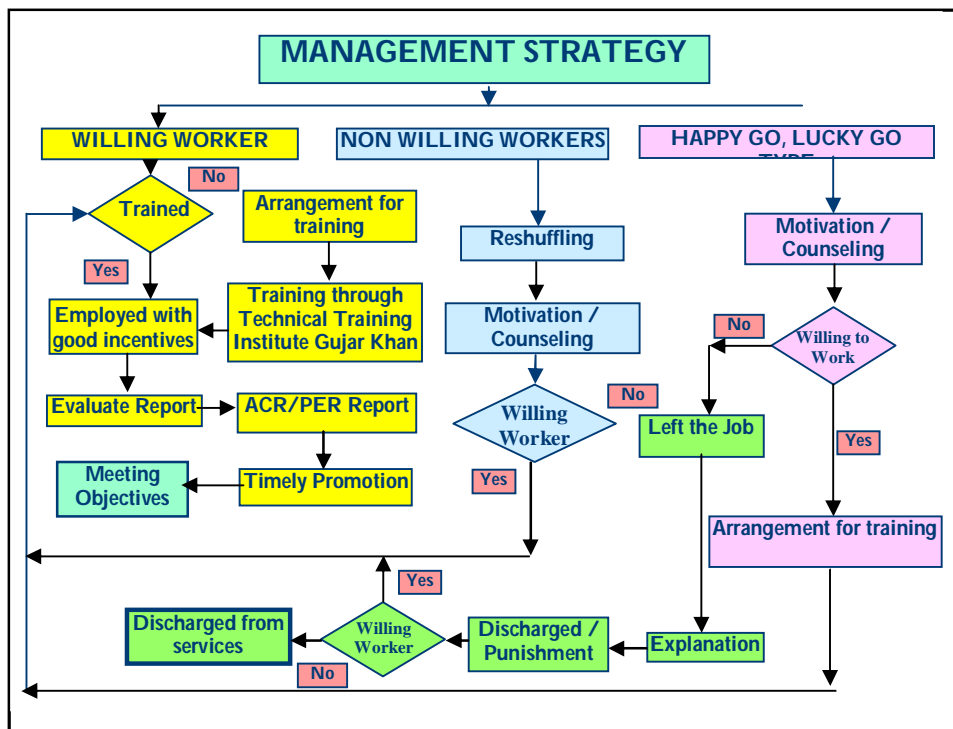 MANAGEMENT STRATEGY
WILLING WORKER
NON WILLING WORKERS
HAPPY GO, LUCKY GO
TYPE
No
Trained
Arrangement for
training
Reshuffling
Motivation /
Counseling
Yes
Employed with
good incentives
Training through
Technical Training
Institute Gujar Khan
Motivation /
Counseling
No
Willing to
Work
Evaluate Report
ACR/PER Report
Willing
Worker
No
Left the Job
Yes
Meeting
Objectives
Timely Promotion
Yes
Arrangement for training
Yes
Discharged from
services
Willing
Worker
Discharged /
Punishment
Explanation
No